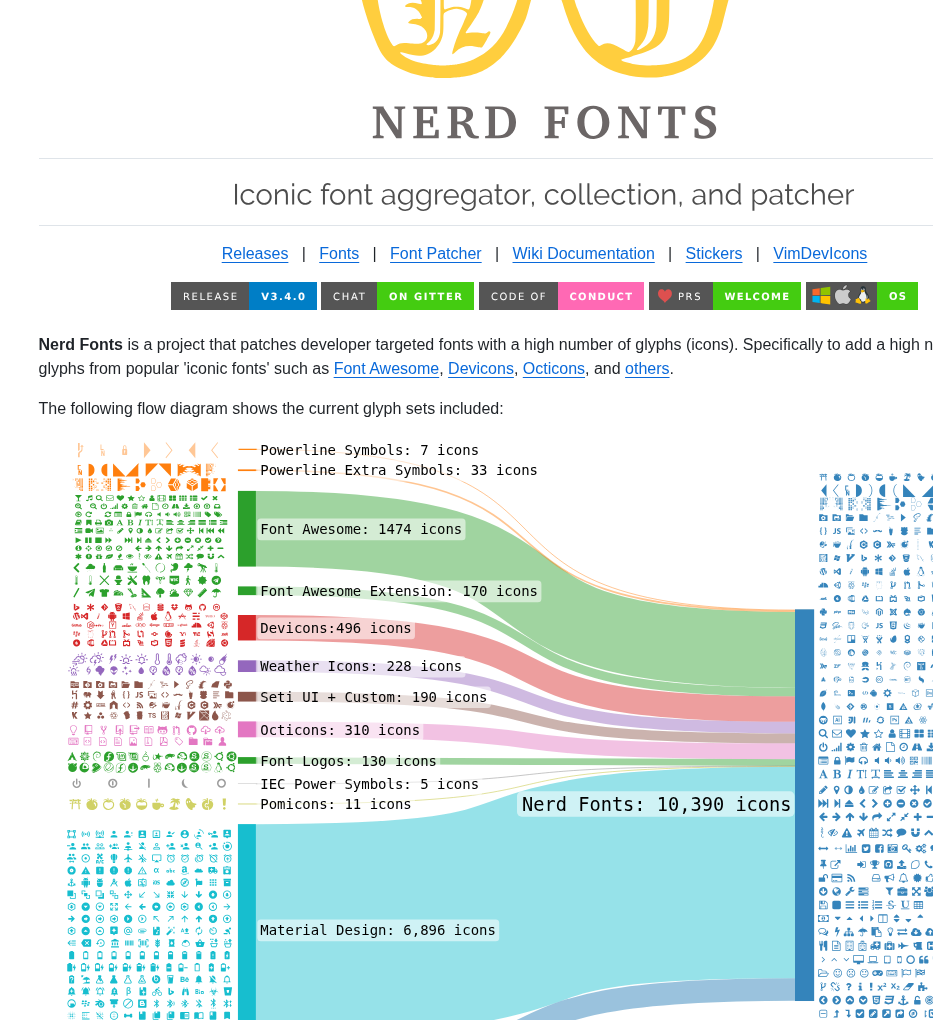 NERD FONTS
Iconic font aggregator, collection, and patcher
Releases | Fonts | Font Patcher | Wiki Documentation | Stickers | VimDevIcons
RELEASE V3.4.0 CHAT ON GITTER CODE OF CONDUCT PRS WELCOME OS
Nerd Fonts is a project that patches developer targeted fonts with a high number of glyphs (icons). Specifically to add a high n
glyphs from popular 'iconic fonts' such as Font Awesome, Devicons, Octicons, and others.
The following flow diagram shows the current glyph sets included:
Powerline Symbols: 7 icons
Powerline Extra Symbols: 33 icons
Font Awesome: 1474 icons
Font Awesome Extension: 170 icons
Devicons:496 icons
Weather Icons: 228 icons
Seti UI + Custom: 190 icons
Octicons: 310 icons
Font Logos: 130 icons
IEC Power Symbols: 5 icons
Pomicons: 11 icons
Nerd Fonts: 10,390 icons
Material Design: 6,896 icons